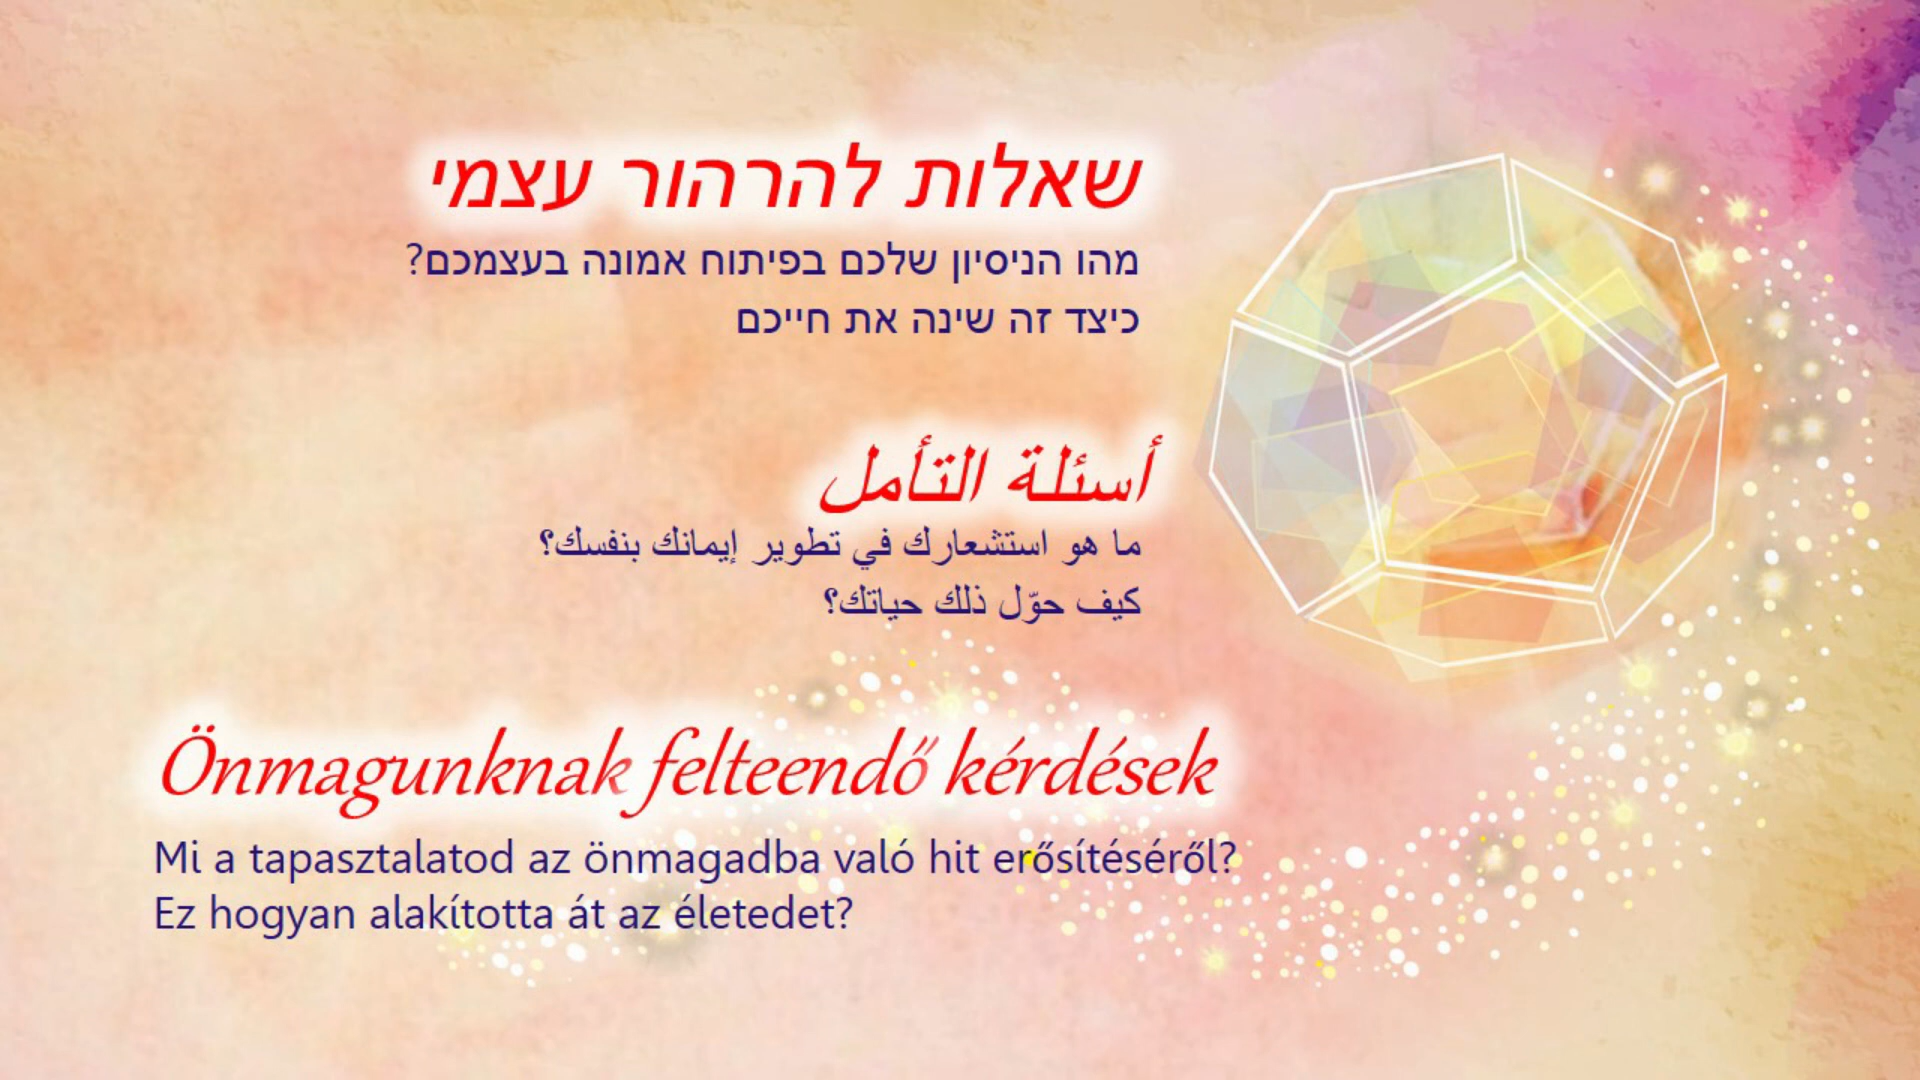 שאלות להרהור עצמי
מהו הניסיון שלכם בפיתוח אמונה בעצמכם?
כיצד זה שינה את חייכם
أسئلة التأمل
ما هو استشعارك في تطوير إيمانك بنفسك؟
كيف حوّل ذلك حياتك؟
Önmagunknak felteendő kérdések
Mi a tapasztalatod az önmagadba való hit erősítéséről?
Ez hogyan alakította át az életedet?